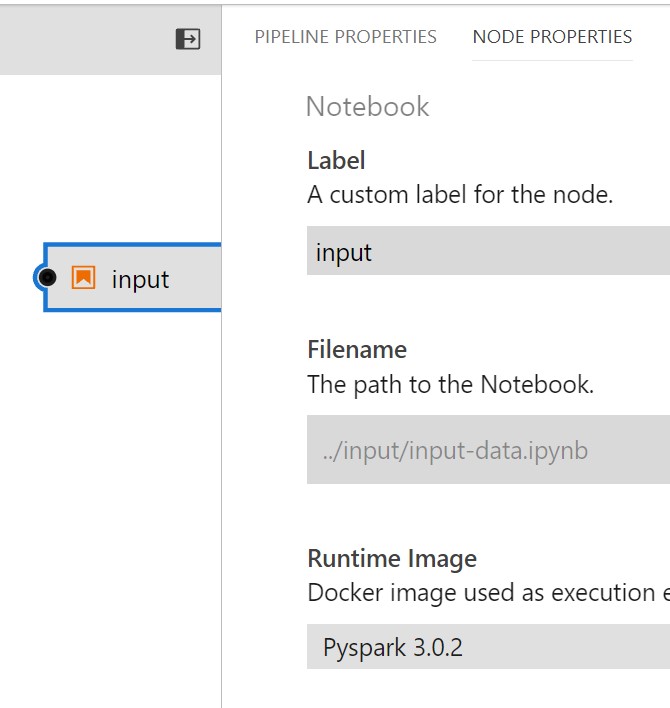 PIPELINE PROPERTIES NODE PROPERTIES
Notebook
Label
A custom label for the node.
input
input
Filename
The path to the Notebook.
../input/input-data.ipynb
Runtime Image
Docker image used as execution
Pyspark 3.0.2